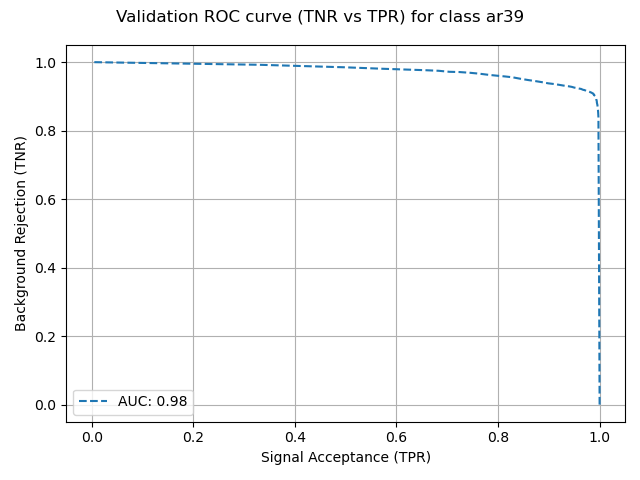 Validation ROC curve (TNR vs TPR) for class ar39
1.0
0.8
0.6
0.4
0.2
0.0
Background Rejection (TNR)
AUC: 0.98
0.0 0.2 0.4 0.6 0.8 1.0
Signal Acceptance (TPR)